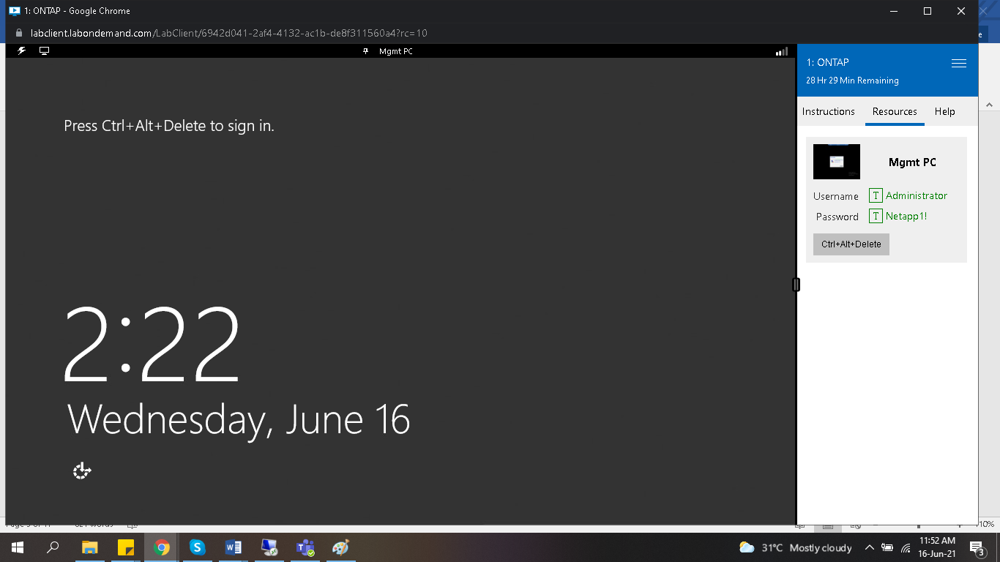 1: ONTAP - Google Chrome
labclient.labondemand.com/LabClient/6942d041-2af4-4132-ac1b-de8f311560a4?rc=10
Mgmt PC
Press Ctrl+Alt+Delete to sign in.
2:22
Wednesday, June 16
1: ONTAP
28 Hr 29 Min Remaining
Instructions Resources Help
Mgmt PC
Username T Administrator
Password T Netapp1!
Ctrl+Alt+Delete
110%
31°C Mostly cloudy
11:52 AM
16-Jun-21
3